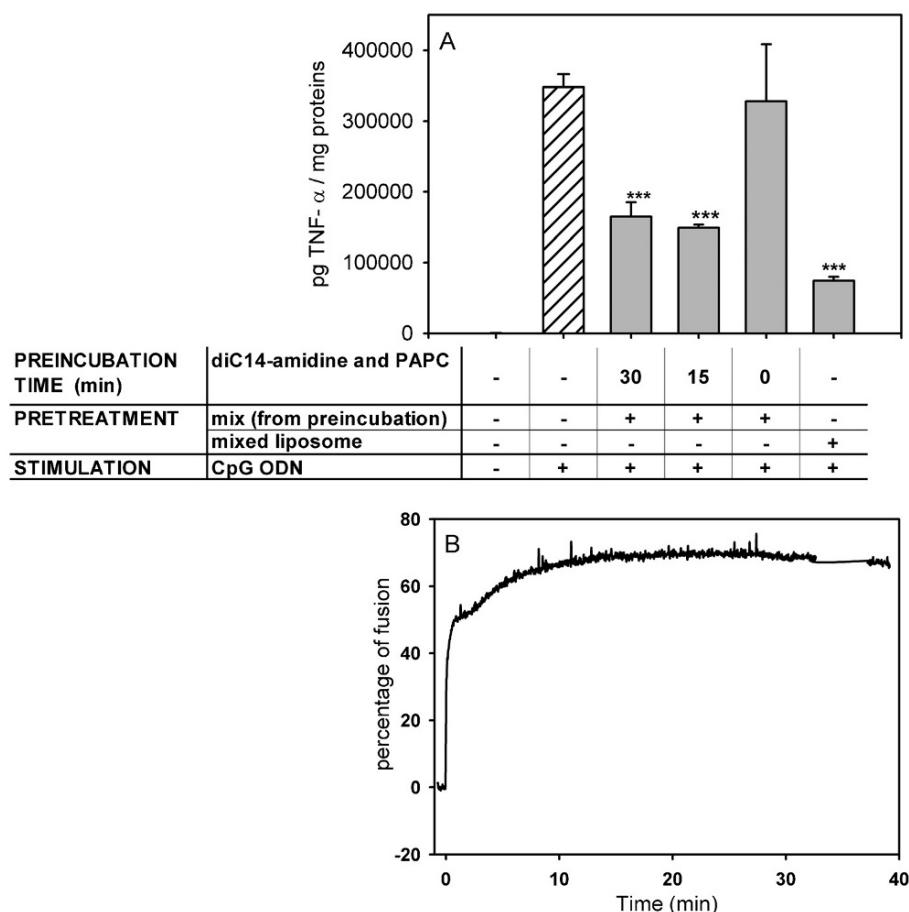 A
pg TNF- α / mg proteins
400000
300000
200000
100000
0
***
***
***
PREINCUBATION TIME (min) diC14-amidine and PAPC - - 30 15 0 -
PRETREATMENT mix (from preincubation) - - + + + -
mixed liposome - - - - - +
STIMULATION CpG ODN - + + + + +
B
percentage of fusion
80
60
40
20
0
-20
0 10 20 30 40
Time (min)